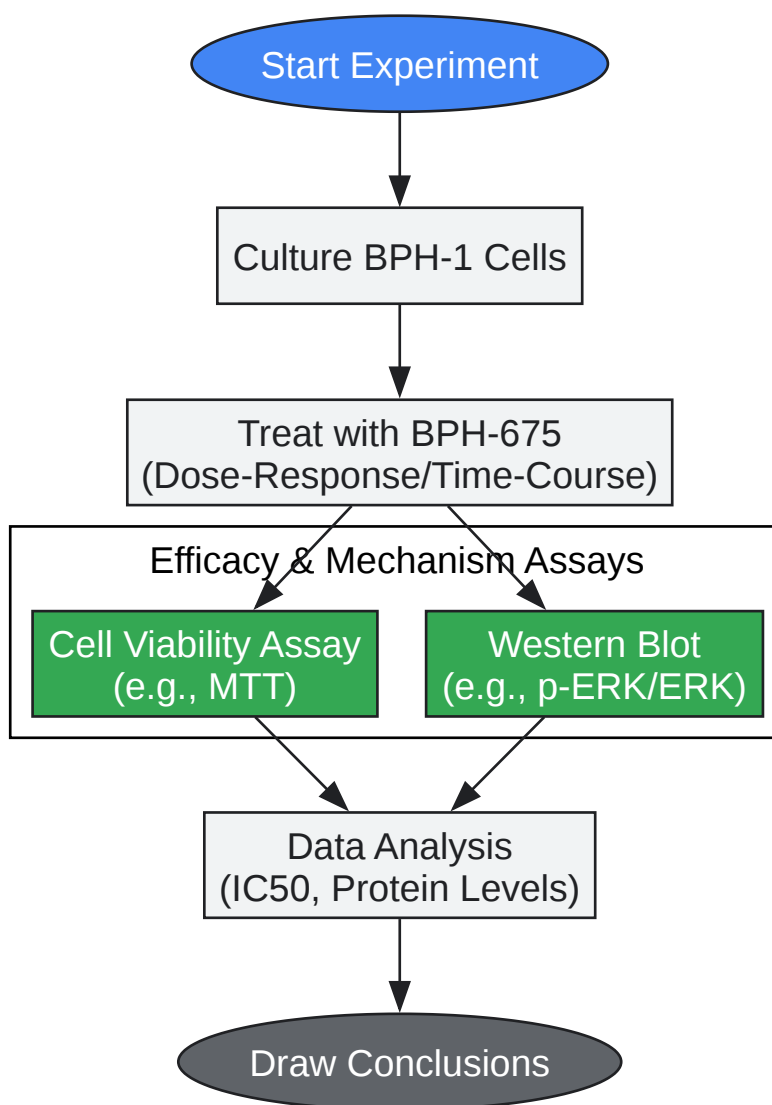 Start Experiment
Culture BPH-1 Cells
Treat with BPH-675
(Dose-Response/Time-Course)
Efficacy & Mechanism Assays
Cell Viability Assay
(e.g., MTT)
Western Blot
(e.g., p-ERK/ERK)
Data Analysis
(IC50, Protein Levels)
Draw Conclusions